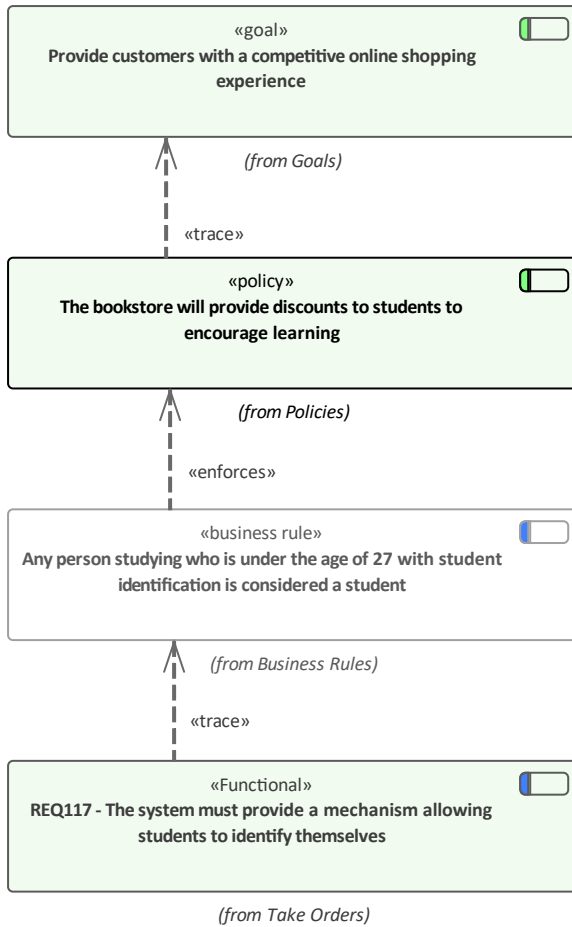 «goal»
Provide customers with a competitive online shopping
experience
(from Goals)
«trace»
«policy»
The bookstore will provide discounts to students to
encourage learning
(from Policies)
«enforces»
«business rule»
Any person studying who is under the age of 27 with student
identification is considered a student
(from Business Rules)
«trace»
«Functional»
REQ117 - The system must provide a mechanism allowing
students to identify themselves
(from Take Orders)